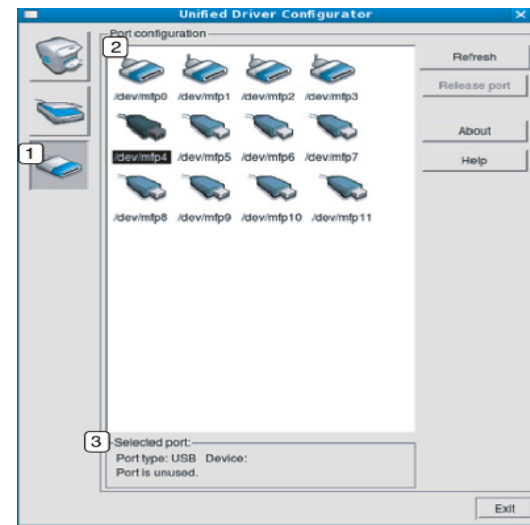 Unified Driver Configurator
Port configuration
2
/dev/mfp0 /dev/mfp1 /dev/mfp2 /dev/mfp3
1
/dev/mfp4 /dev/mfp5 /dev/mfp6 /dev/mfp7
/dev/mfp8 /dev/mfp9 /dev/mfp10 /dev/mfp11
Refresh
Release port
About
Help
3
Selected port:
Port type: USB Device:
Port is unused.
Exit